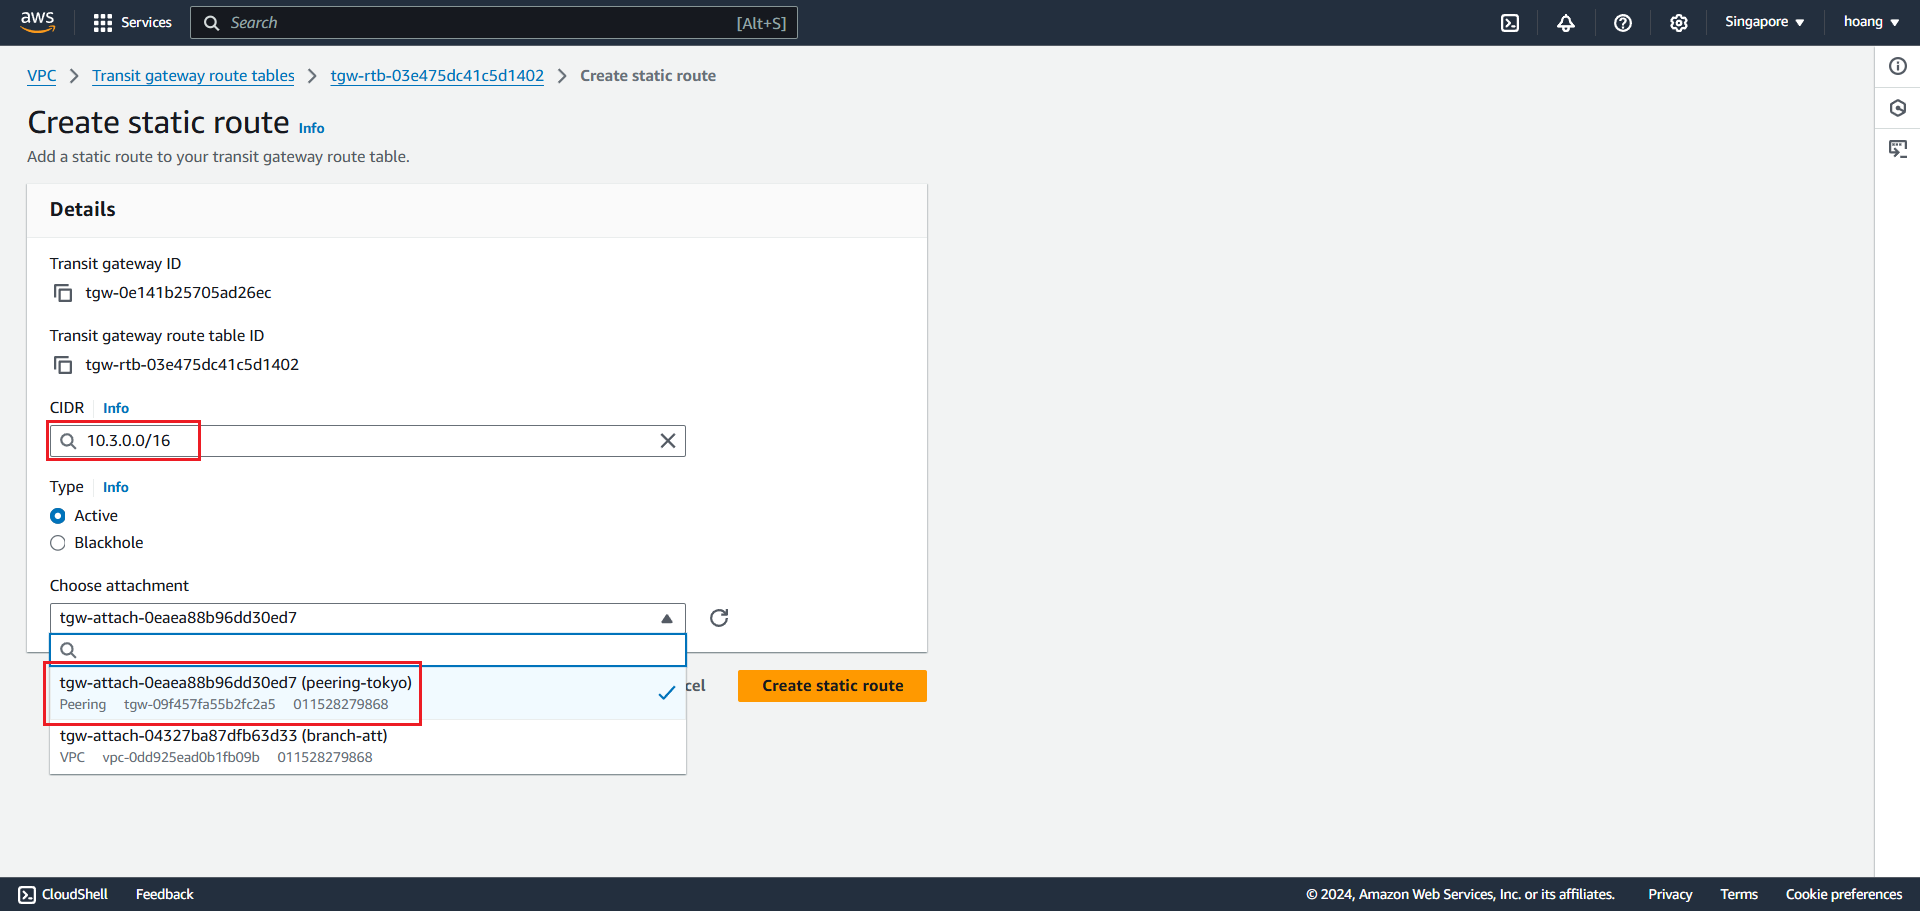 aws Services Search [Alt+S] Singapore hoang
VPC Transit gateway route tables tgw-rtb-03e475dc41c5d1402 Create static route
Create static route Info
Add a static route to your transit gateway route table.
Details
Transit gateway ID
tgw-0e141b25705ad26ec
Transit gateway route table ID
tgw-rtb-03e475dc41c5d1402
CIDR Info
10.3.0.0/16
Type Info
Active
Blackhole
Choose attachment
tgw-attach-0eaea88b96dd30ed7
tgw-attach-0eaea88b96dd30ed7 (peering-tokyo)
Peering tgw-09f457fa55b2fc2a5 011528279868
cel Create static route
tgw-attach-04327ba87dfb63d33 (branch-att)
VPC vpc-0dd925ead0b1fb09b 011528279868
CloudShell Feedback © 2024, Amazon Web Services, Inc. or its affiliates. Privacy Terms Cookie preferences